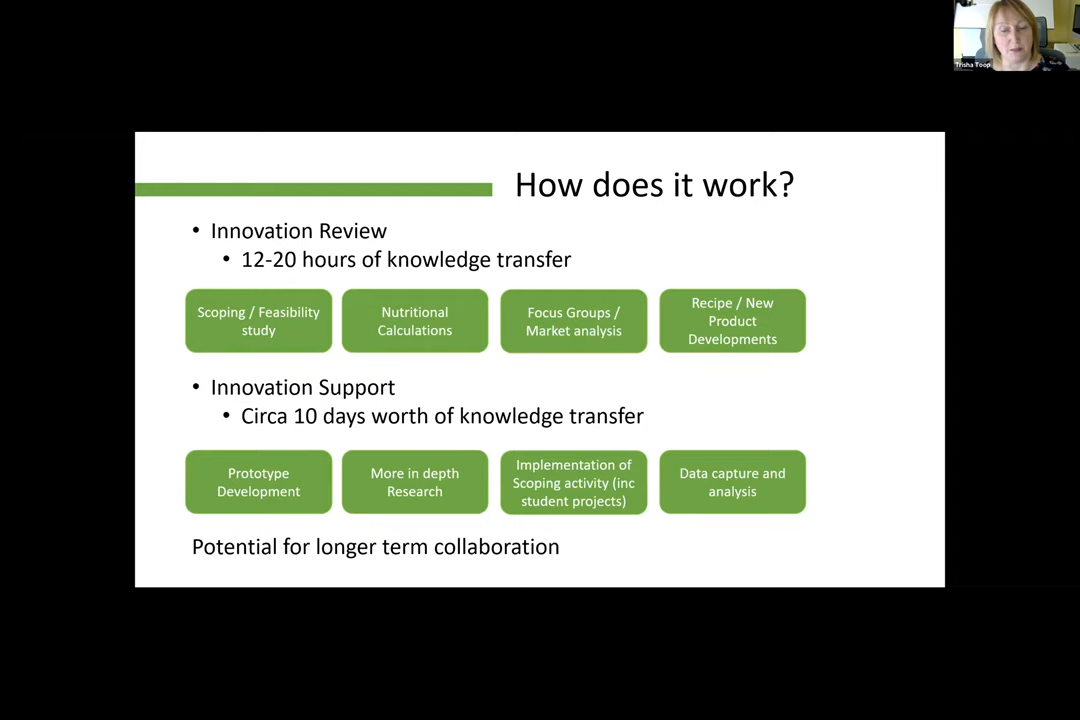 Trisha Toop
How does it work?
• Innovation Review
• 12-20 hours of knowledge transfer
Scoping / Feasibility
study
Nutritional
Calculations
Focus Groups /
Market analysis
Recipe / New
Product
Developments
• Innovation Support
• Circa 10 days worth of knowledge transfer
Prototype
Development
More in depth
Research
Implementation of
Scoping activity (inc
student projects)
Data capture and
analysis
Potential for longer term collaboration